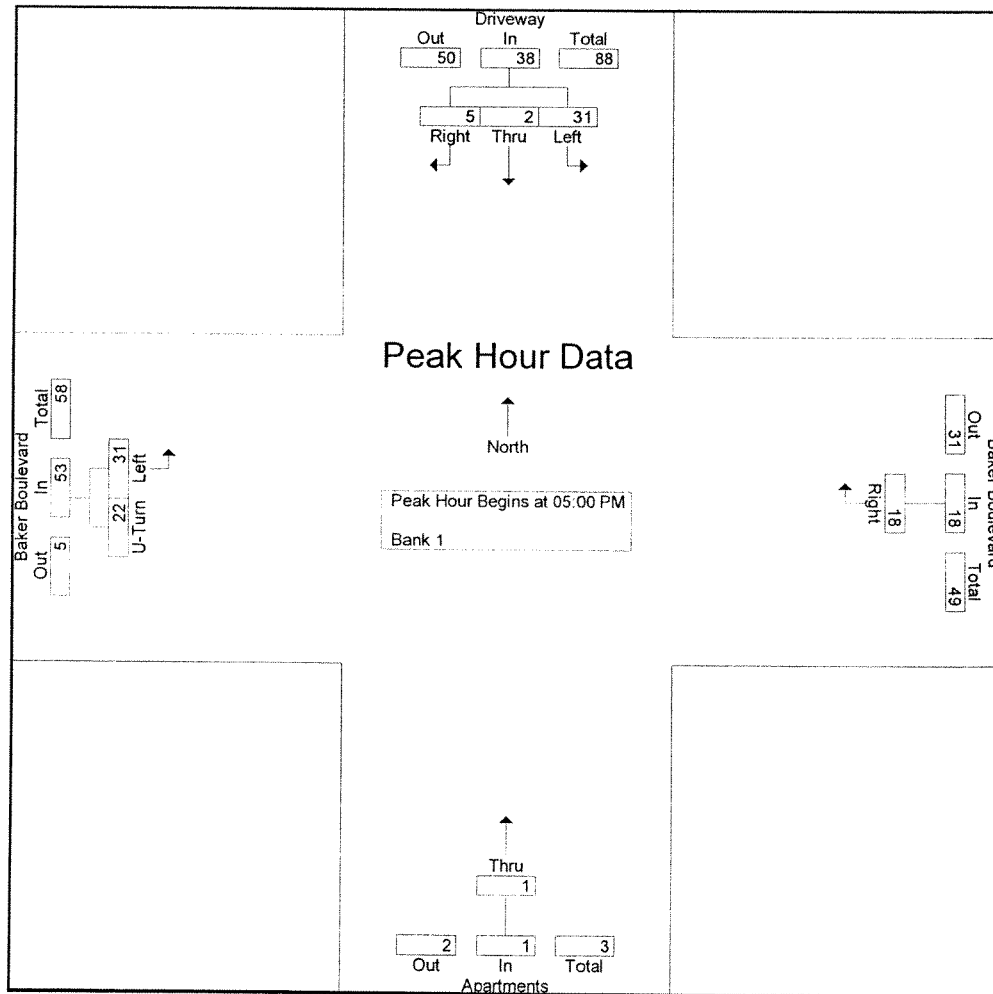 Driveway
Out In Total
50 38 88
5 2 31
Right Thru Left
Peak Hour Data
North
Peak Hour Begins at 05:00 PM
Bank 1
Baker Boulevard
Out In Total
5 53 58
22 31
U-Turn Left
Baker Boulevard
Out In Total
31 18 49
18
Right
Thru
1
2 1 3
Out In Total
Apartments